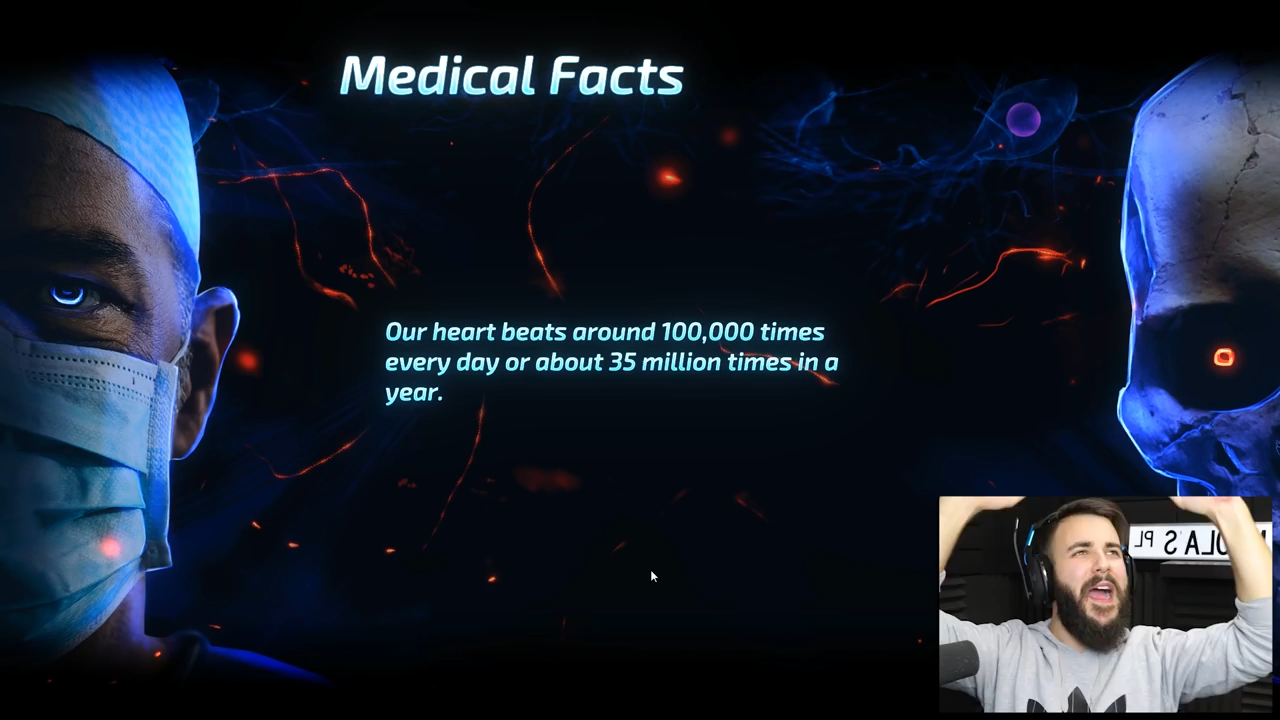 Medical Facts
Our heart beats around 100,000 times
every day or about 35 million times in a
year.